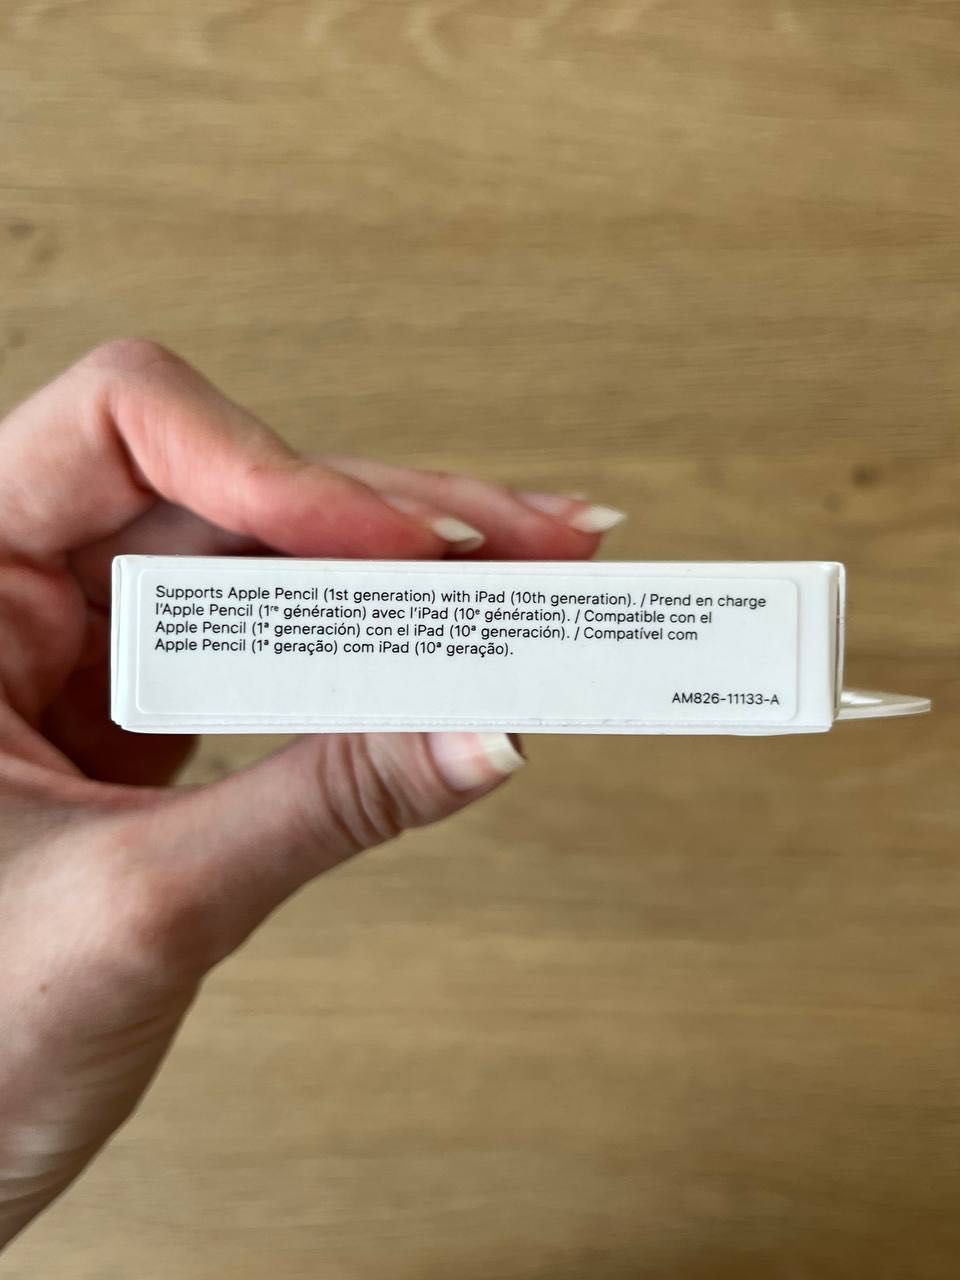 Supports Apple Pencil (1st generation) with iPad (10th generation). / Prend en charge
l’Apple Pencil (1ʳᵉ génération) avec l’iPad (10ᵉ génération). / Compatible con el
Apple Pencil (1ª generación) con el iPad (10ª generación). / Compatível com
Apple Pencil (1ª geração) com iPad (10ª geração).
AM826-11133-A